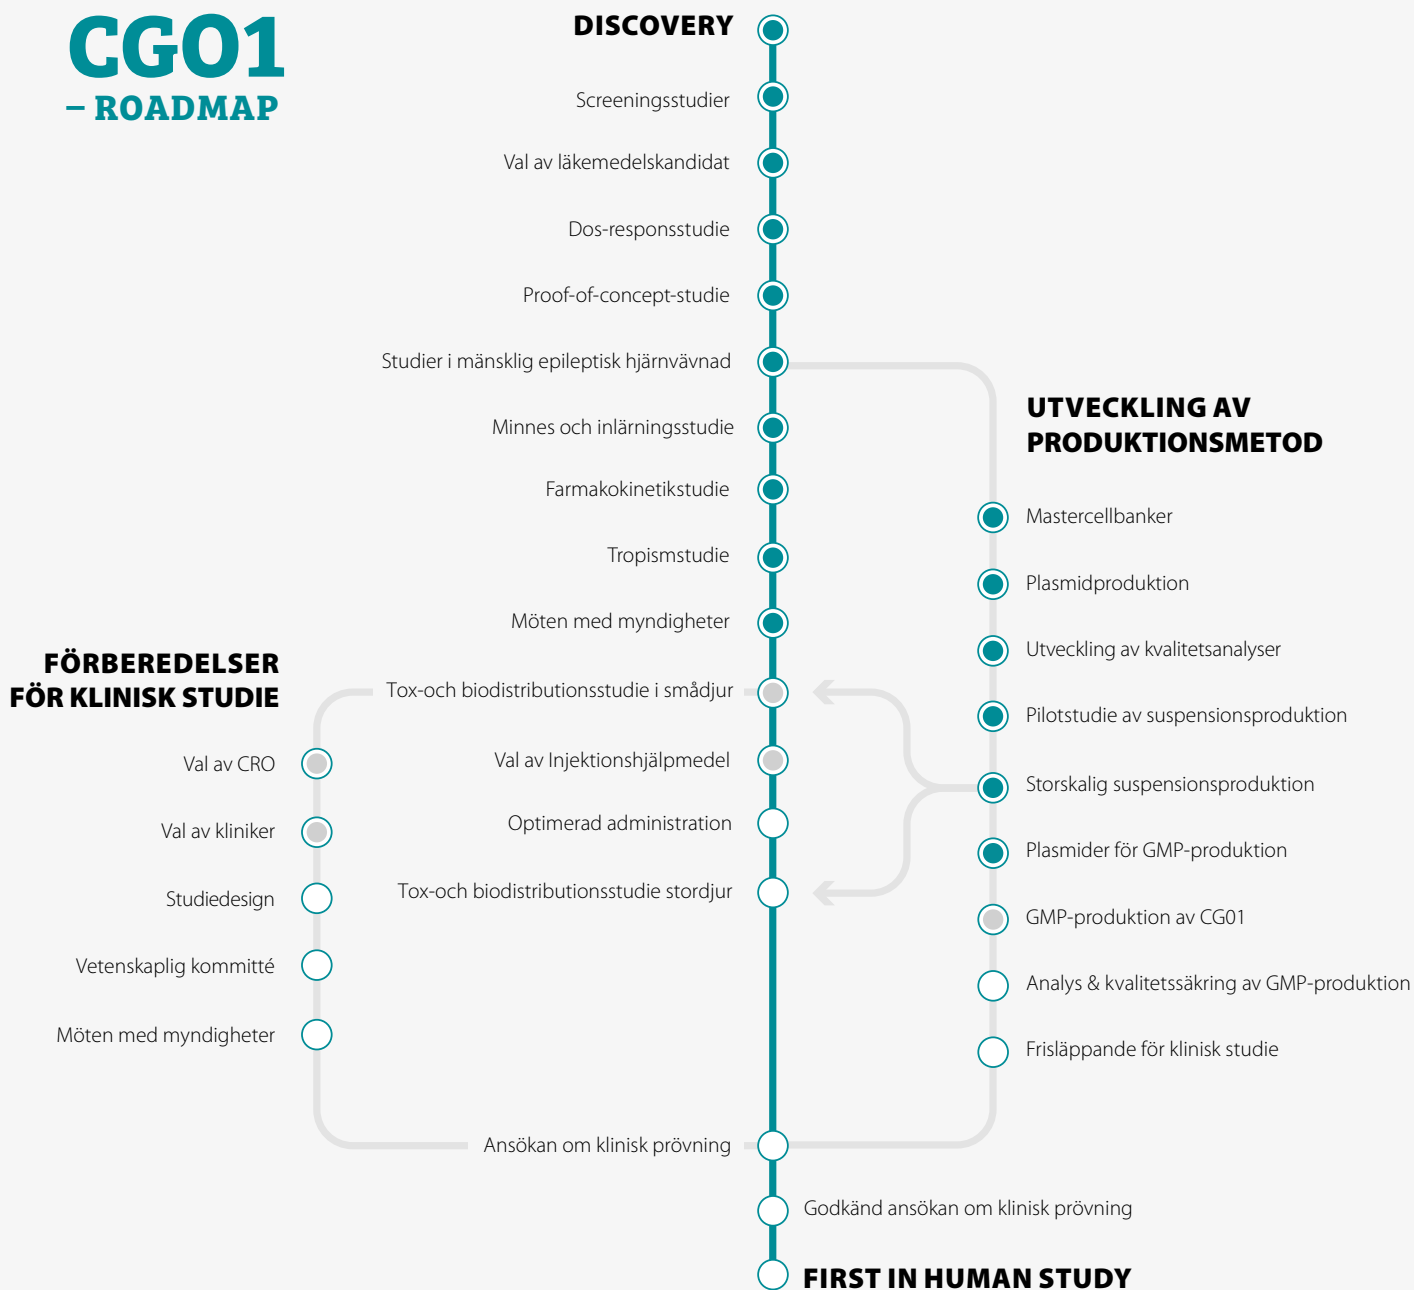 CG01
– ROADMAP
DISCOVERY
Screeningsstudier
Val av läkemedelskandidat
Dos-responsstudie
Proof-of-concept-studie
Studier i mänsklig epileptisk hjärnvävnad
Minnes och inlärningsstudie
Farmakokinetikstudie
Tropismstudie
Möten med myndigheter
Tox-och biodistributionsstudie i smådjur
Val av Injektionshjälpmedel
Optimerad administration
Tox-och biodistributionsstudie stordjur
UTVECKLING AV
PRODUKTIONSMETOD
Mastercellbanker
Plasmidproduktion
Utveckling av kvalitetsanalyser
Pilotstudie av suspensionsproduktion
Storskalig suspensionsproduktion
Plasmider för GMP-produktion
GMP-produktion av CG01
Analys & kvalitetssäkring av GMP-produktion
Frisläppande för klinisk studie
FÖRBEREDELSER
FÖR KLINISK STUDIE
Val av CRO
Val av kliniker
Studiedesign
Vetenskaplig kommitté
Möten med myndigheter
Ansökan om klinisk prövning
Godkänd ansökan om klinisk prövning
FIRST IN HUMAN STUDY